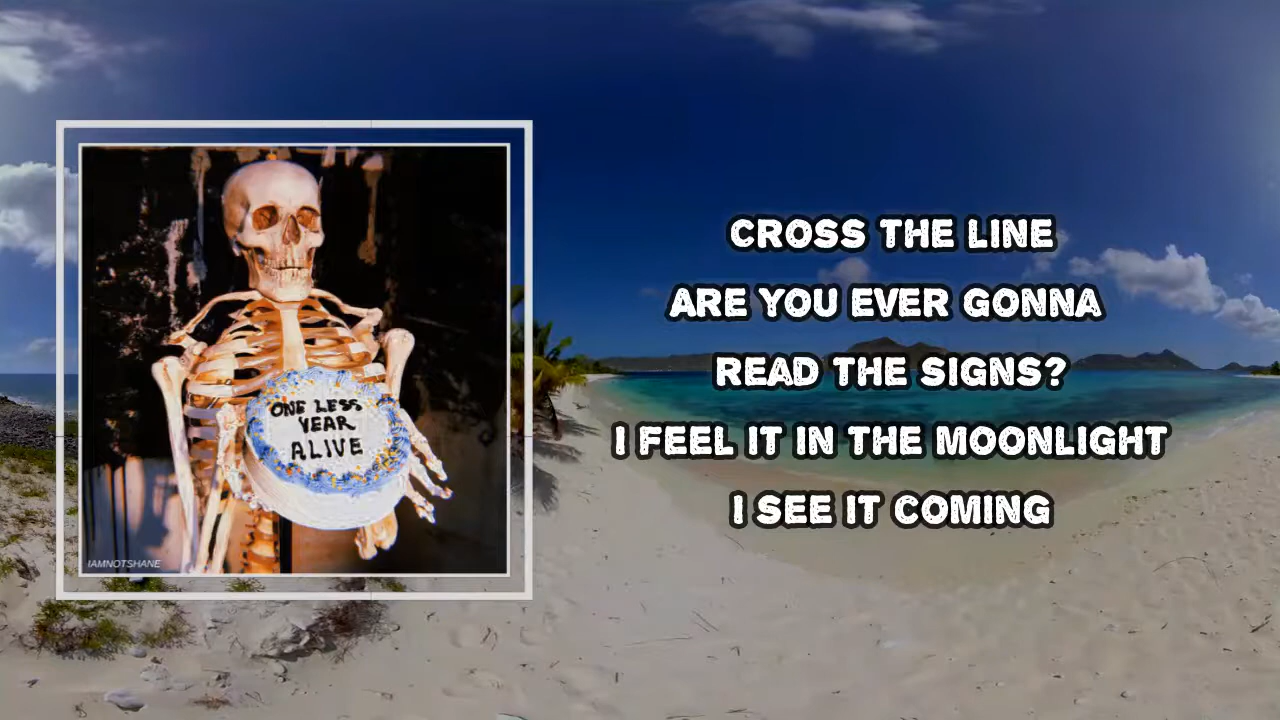 ONE LESS
YEAR
ALIVE
IAMNOTSHANE
CROSS THE LINE
ARE YOU EVER GONNA
READ THE SIGNS?
I FEEL IT IN THE MOONLIGHT
I SEE IT COMING